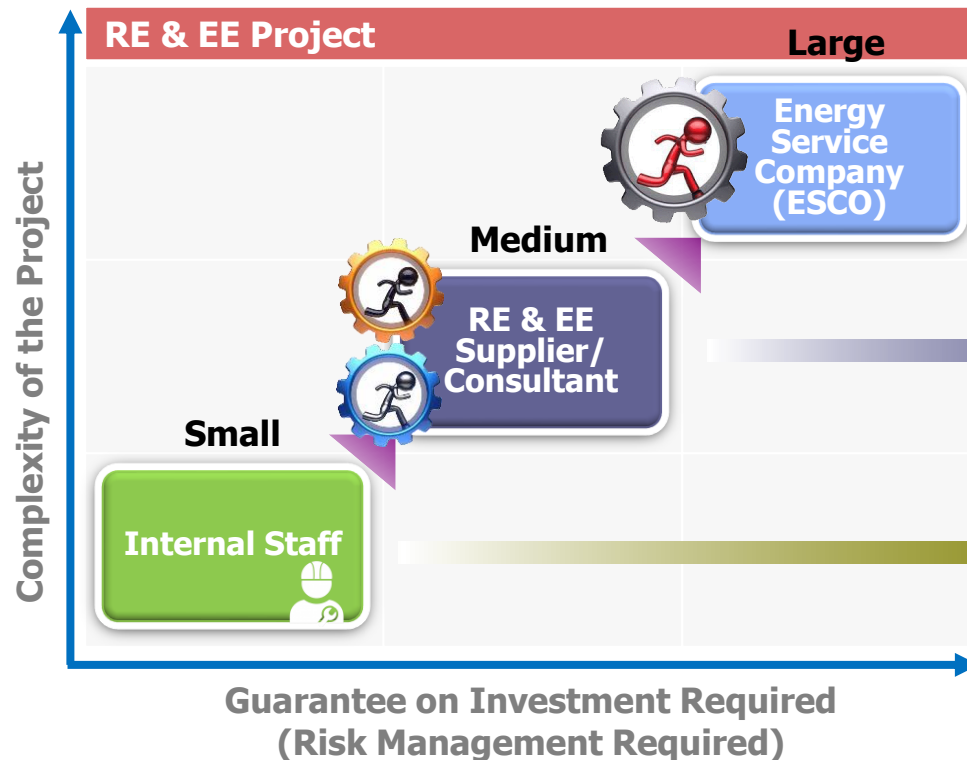 RE & EE Project
Large
Energy
Service
Company
(ESCO)
Medium
RE & EE
Supplier/
Consultant
Small
Internal Staff
Complexity of the Project
Guarantee on Investment Required
(Risk Management Required)